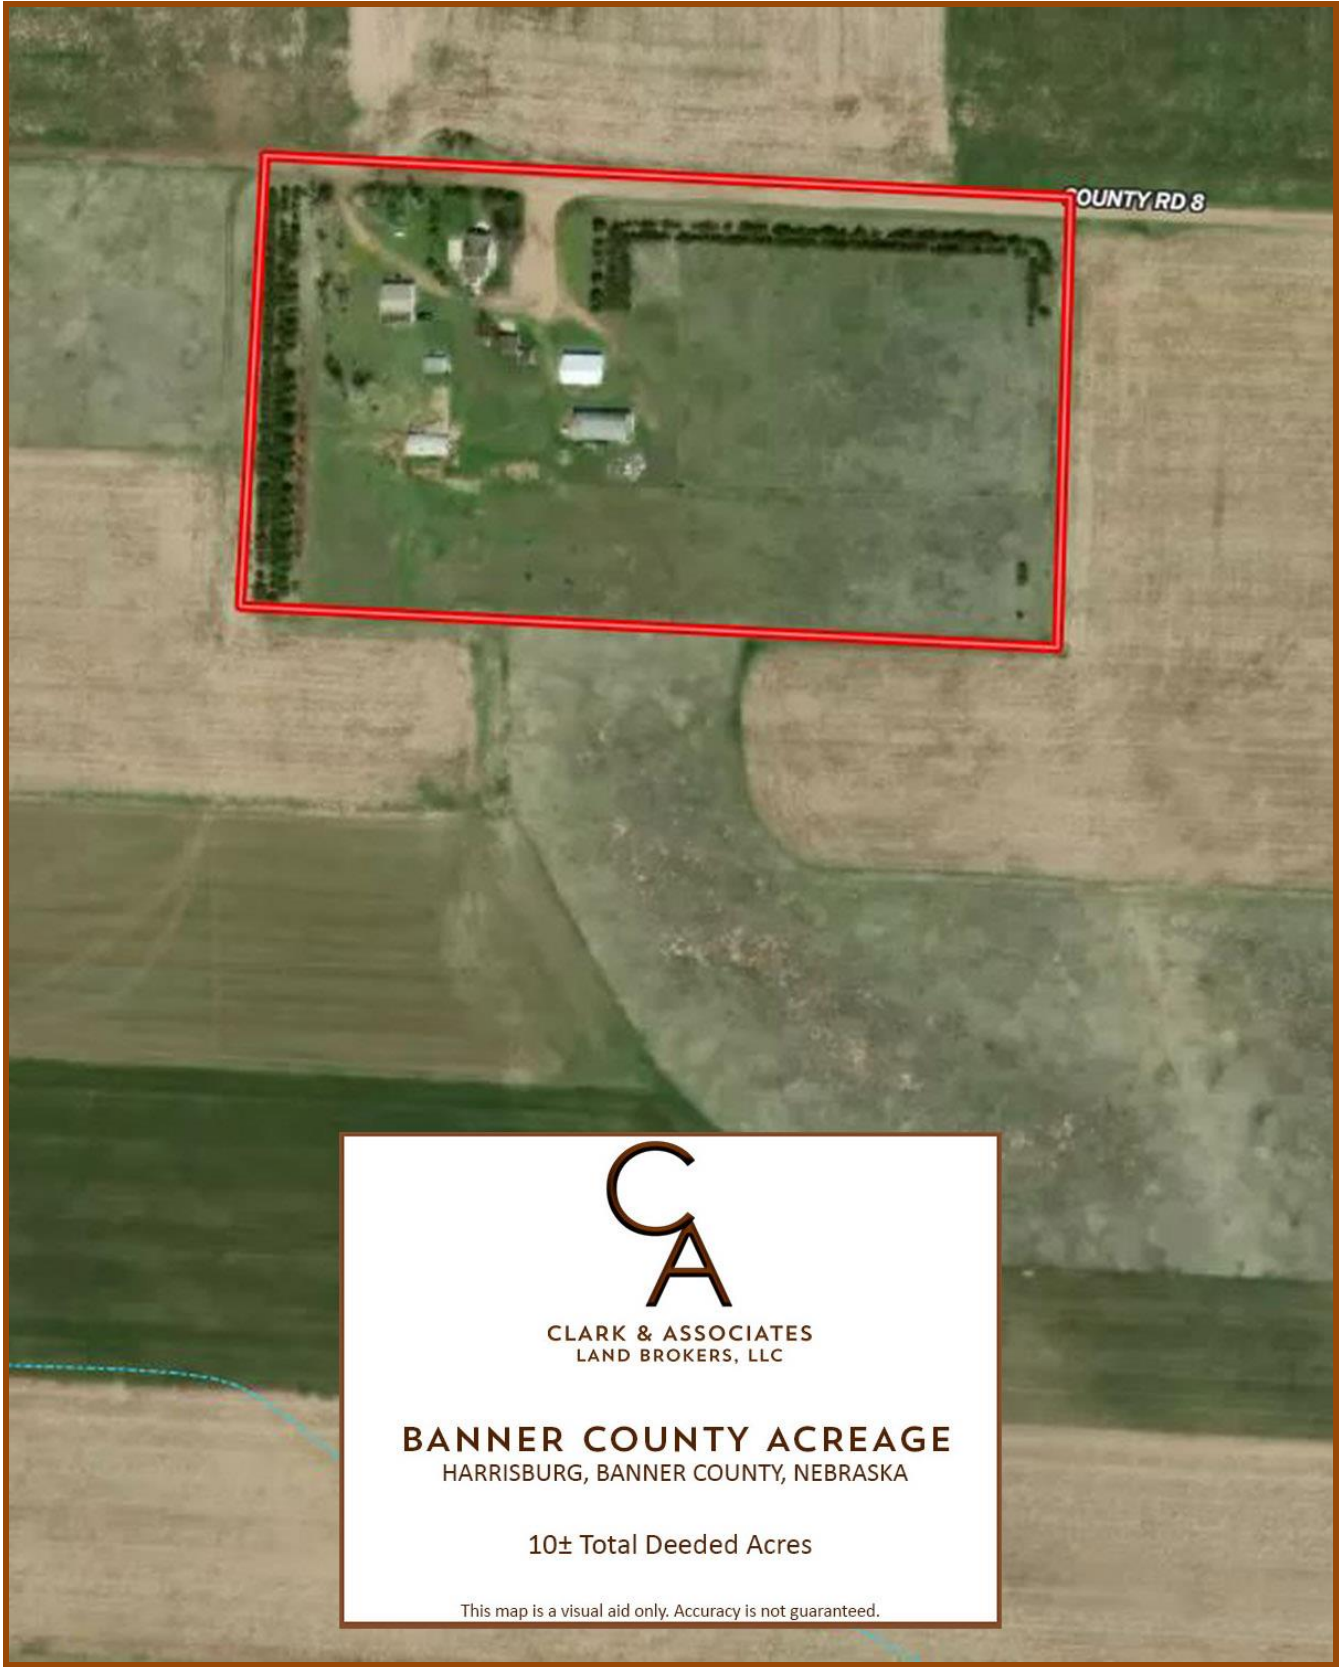 COUNTY RD 8
CA
CLARK & ASSOCIATES
LAND BROKERS, LLC
BANNER COUNTY ACREAGE
HARRISBURG, BANNER COUNTY, NEBRASKA
10± Total Deeded Acres
This map is a visual aid only. Accuracy is not guaranteed.